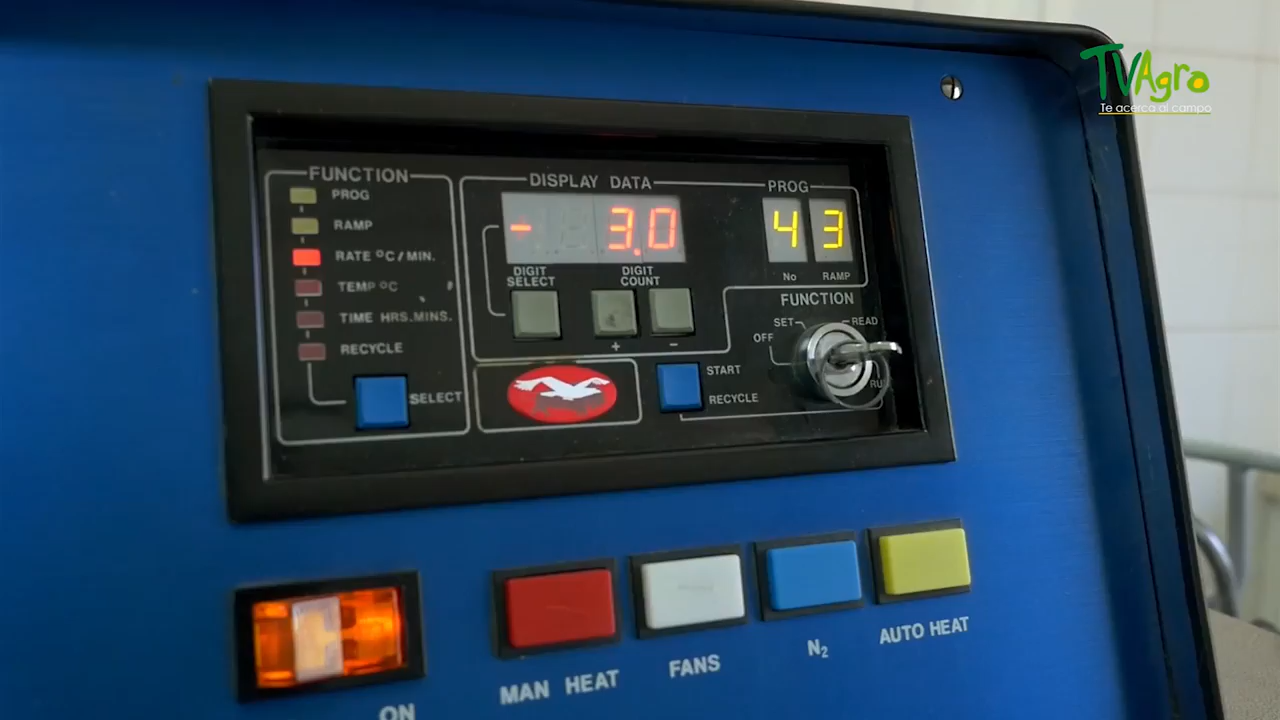 TVAgro
Te acerca al campo
FUNCTION
PROG
RAMP
RATE °C/MIN.
TEMP °C
TIME HRS.MINS.
RECYCLE
SELECT
DISPLAY DATA
- 3.0
DIGIT SELECT
DIGIT COUNT
+ -
PROG
4 3
No RAMP
FUNCTION
SET READ
OFF
START
RECYCLE
ON
MAN HEAT
FANS
N₂
AUTO HEAT